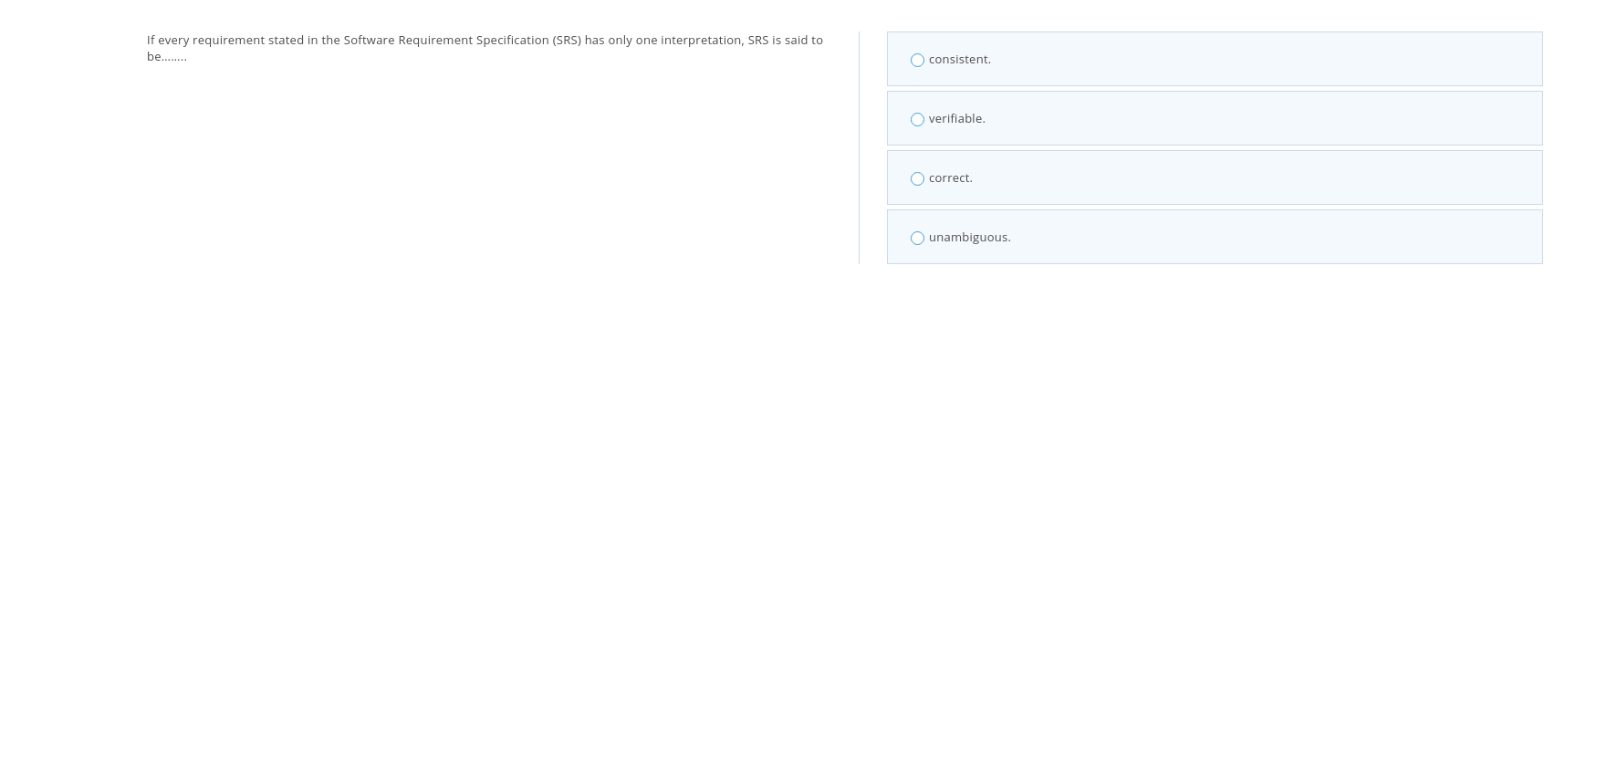 If every requirement stated in the Software Requirement Specification (SRS) has only one interpretation, SRS is said to
be........
consistent.
verifiable.
correct.
unambiguous.